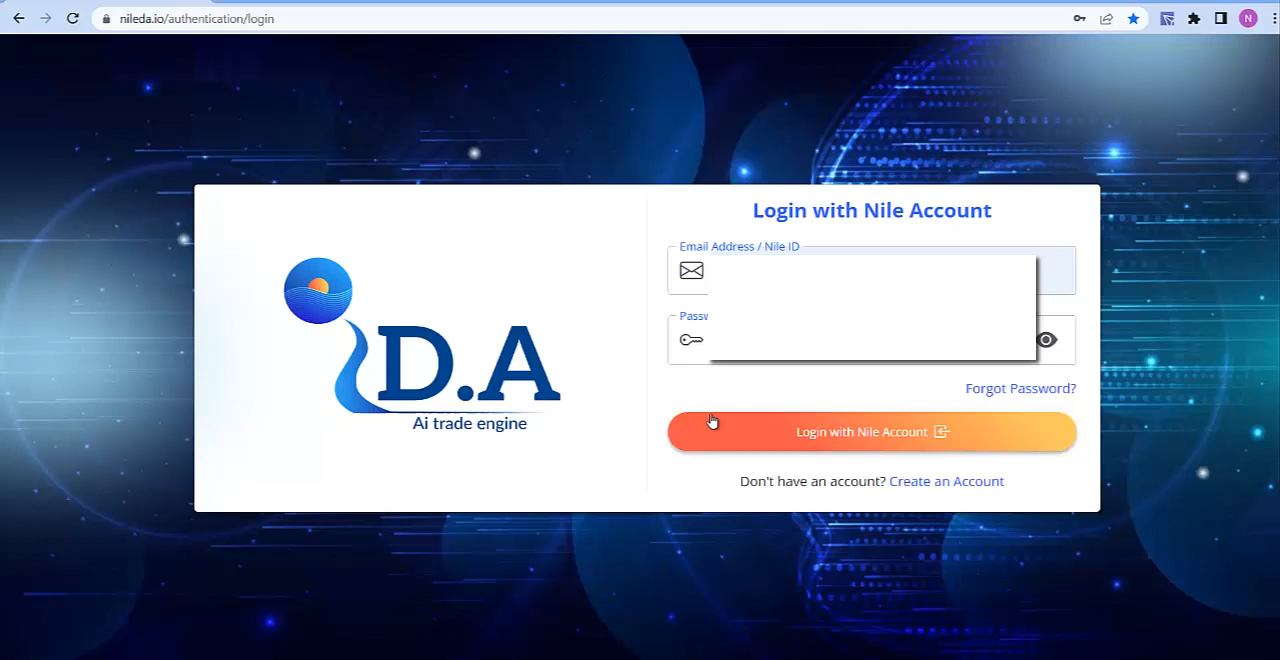 nileda.io/authentication/login
N
Login with Nile Account
Email Address / Nile ID
Passw
D.A
Ai trade engine
Forgot Password?
Login with Nile Account
Don't have an account? Create an Account